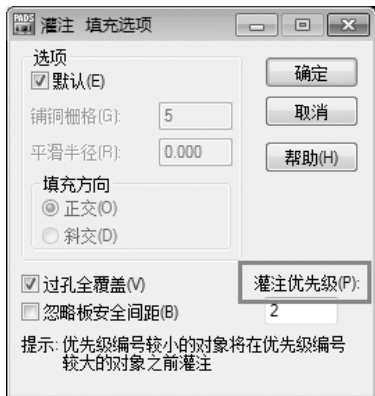 PADS 灌注 填充选项
选项
默认(E)
确定
铺铜栅格(G): 5
取消
平滑半径(R): 0.000
帮助(H)
填充方向
正交(O)
斜交(D)
过孔全覆盖(V)
灌注优先级(P):
忽略板安全间距(B)
2
提示: 优先级编号较小的对象将在优先级编号
较大的对象之前灌注